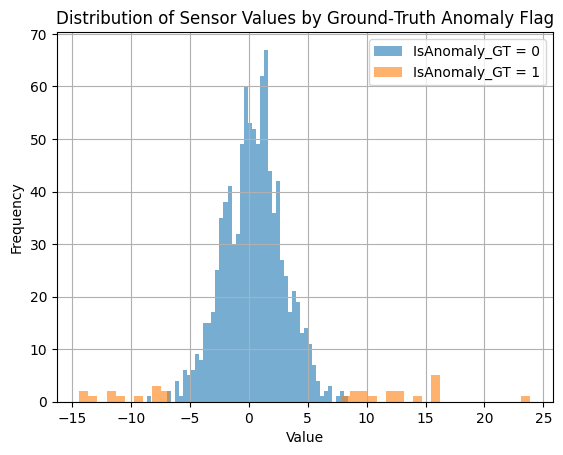 Distribution of Sensor Values by Ground-Truth Anomaly Flag
IsAnomaly_GT = 0
IsAnomaly_GT = 1
70
60
50
40
30
20
10
0
Frequency
−15 −10 −5 0 5 10 15 20 25
Value